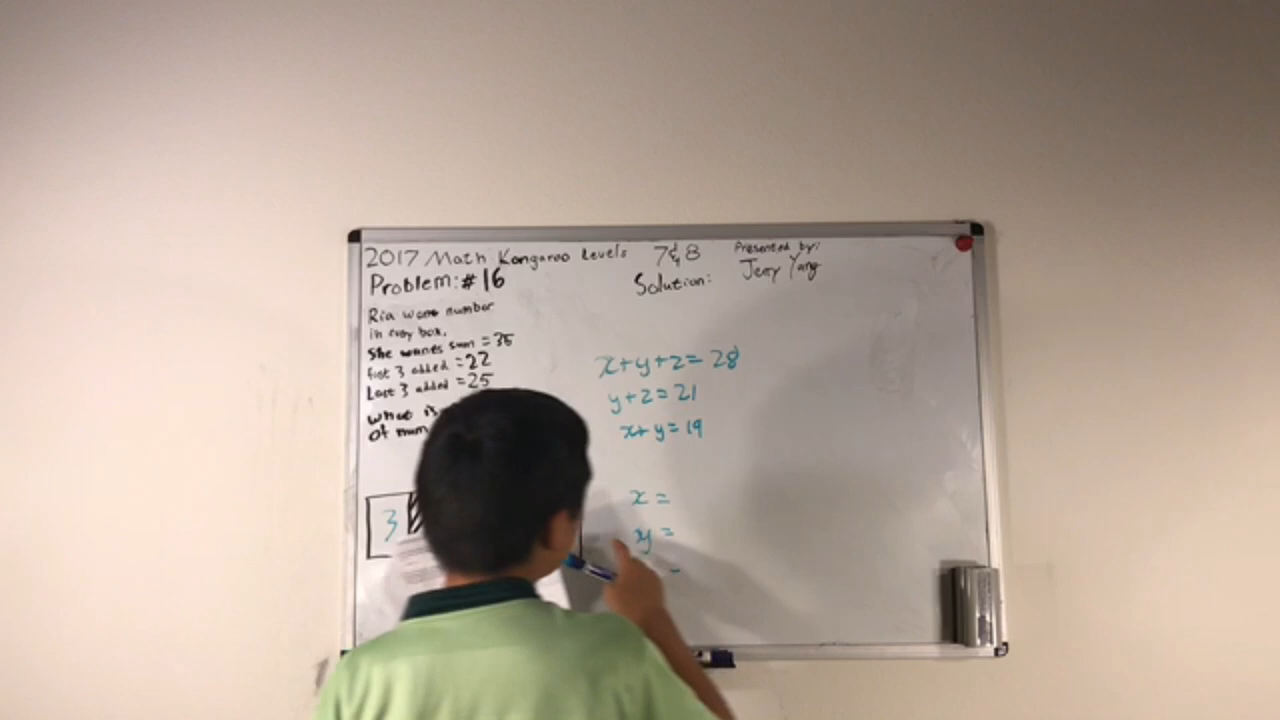 2017 Math Kangaroo Levels 7 & 8
Presented by:
Jerry Yang
Problem: # 16
Solution:
Ria number
in every box.
She wants sum = 35
first 3 added = 22
Last 3 added = 25
What is
of num
3
x+y+z=28
y+z=21
x+y=19
x =
y =